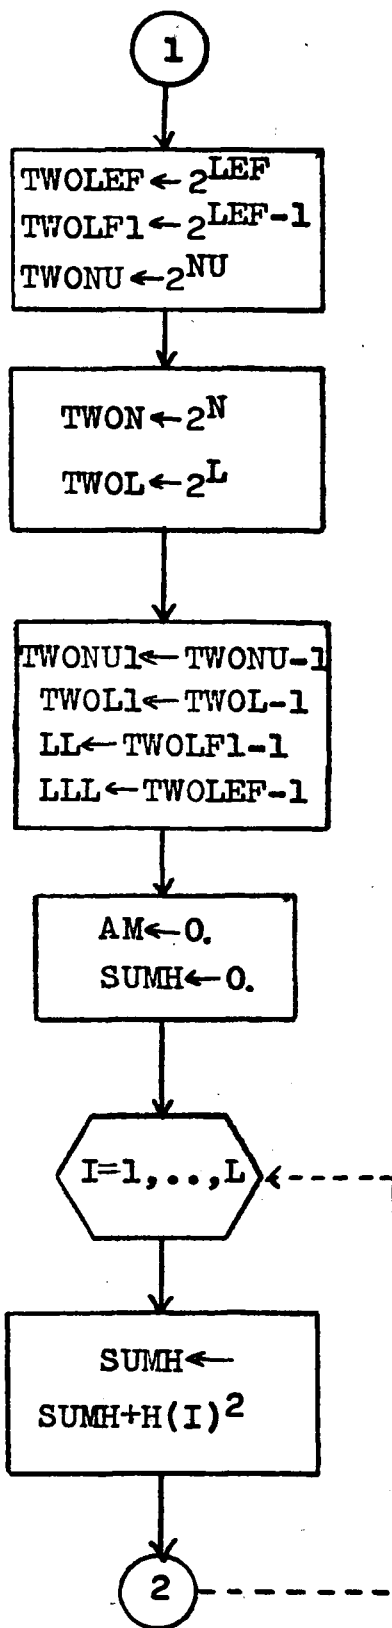 1
TWOLEF←2^LEF
TWOLF1←2^LEF-1
TWONU←2^NU
TWON←2^N
TWOL←2^L
TWONU1←TWONU-1
TWOL1←TWOL-1
LL←TWOLF1-1
LLL←TWOLEF-1
AM←0.
SUMH←0.
I=1,..,L
SUMH←
SUMH+H(I)^2
2